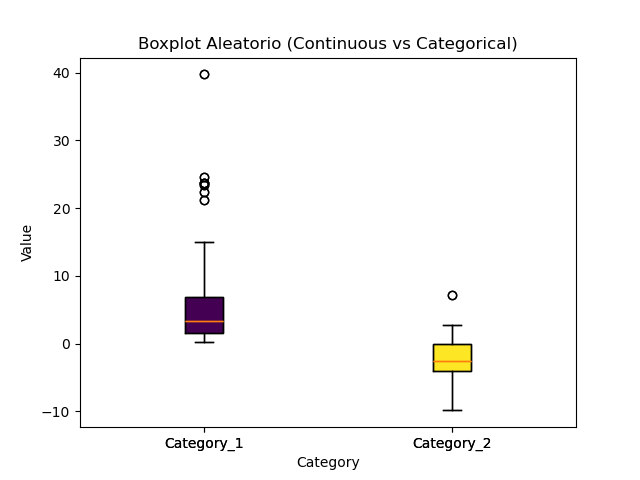 Boxplot Aleatorio (Continuous vs Categorical)
40
30
20
10
0
−10
Value
Category_1
Category_2
Category